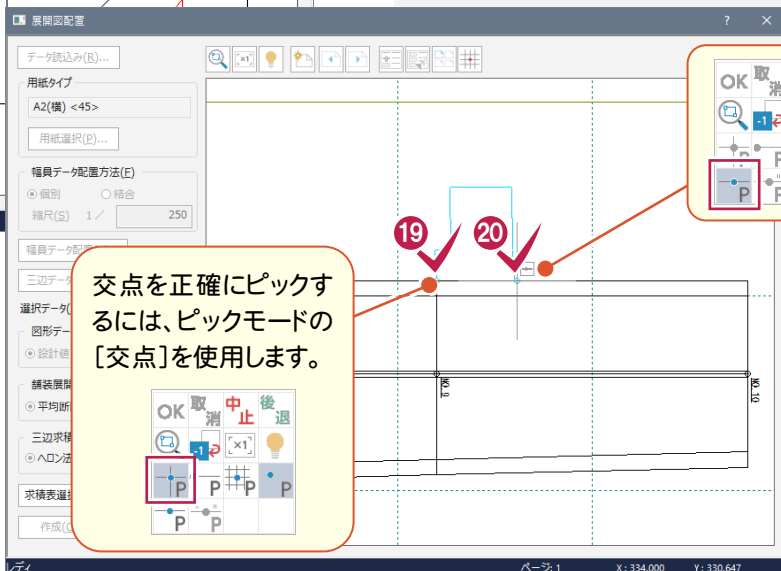 展開図配置
? ×
データ読込み(R)...
用紙タイプ
A2(横) <45>
用紙選択(P)...
幅員データ配置方法(F)
個別 結合
縮尺(S) 1／ 250
幅員データ配
三辺デー
選択データ(
図形デー
設計値
舗装展開
平均断
三辺求積
ヘロン法
求積表選
作成(
×1
19
20
OK 取消
-1
P
P
交点を正確にピックす
るには、ピックモードの
［交点］を使用します。
OK 取消 中止 後退
-1 ×1
P P P P
P P
NO. 9
NO. 10
レディ
ページ: 1
X : 334.000 Y : 330.647